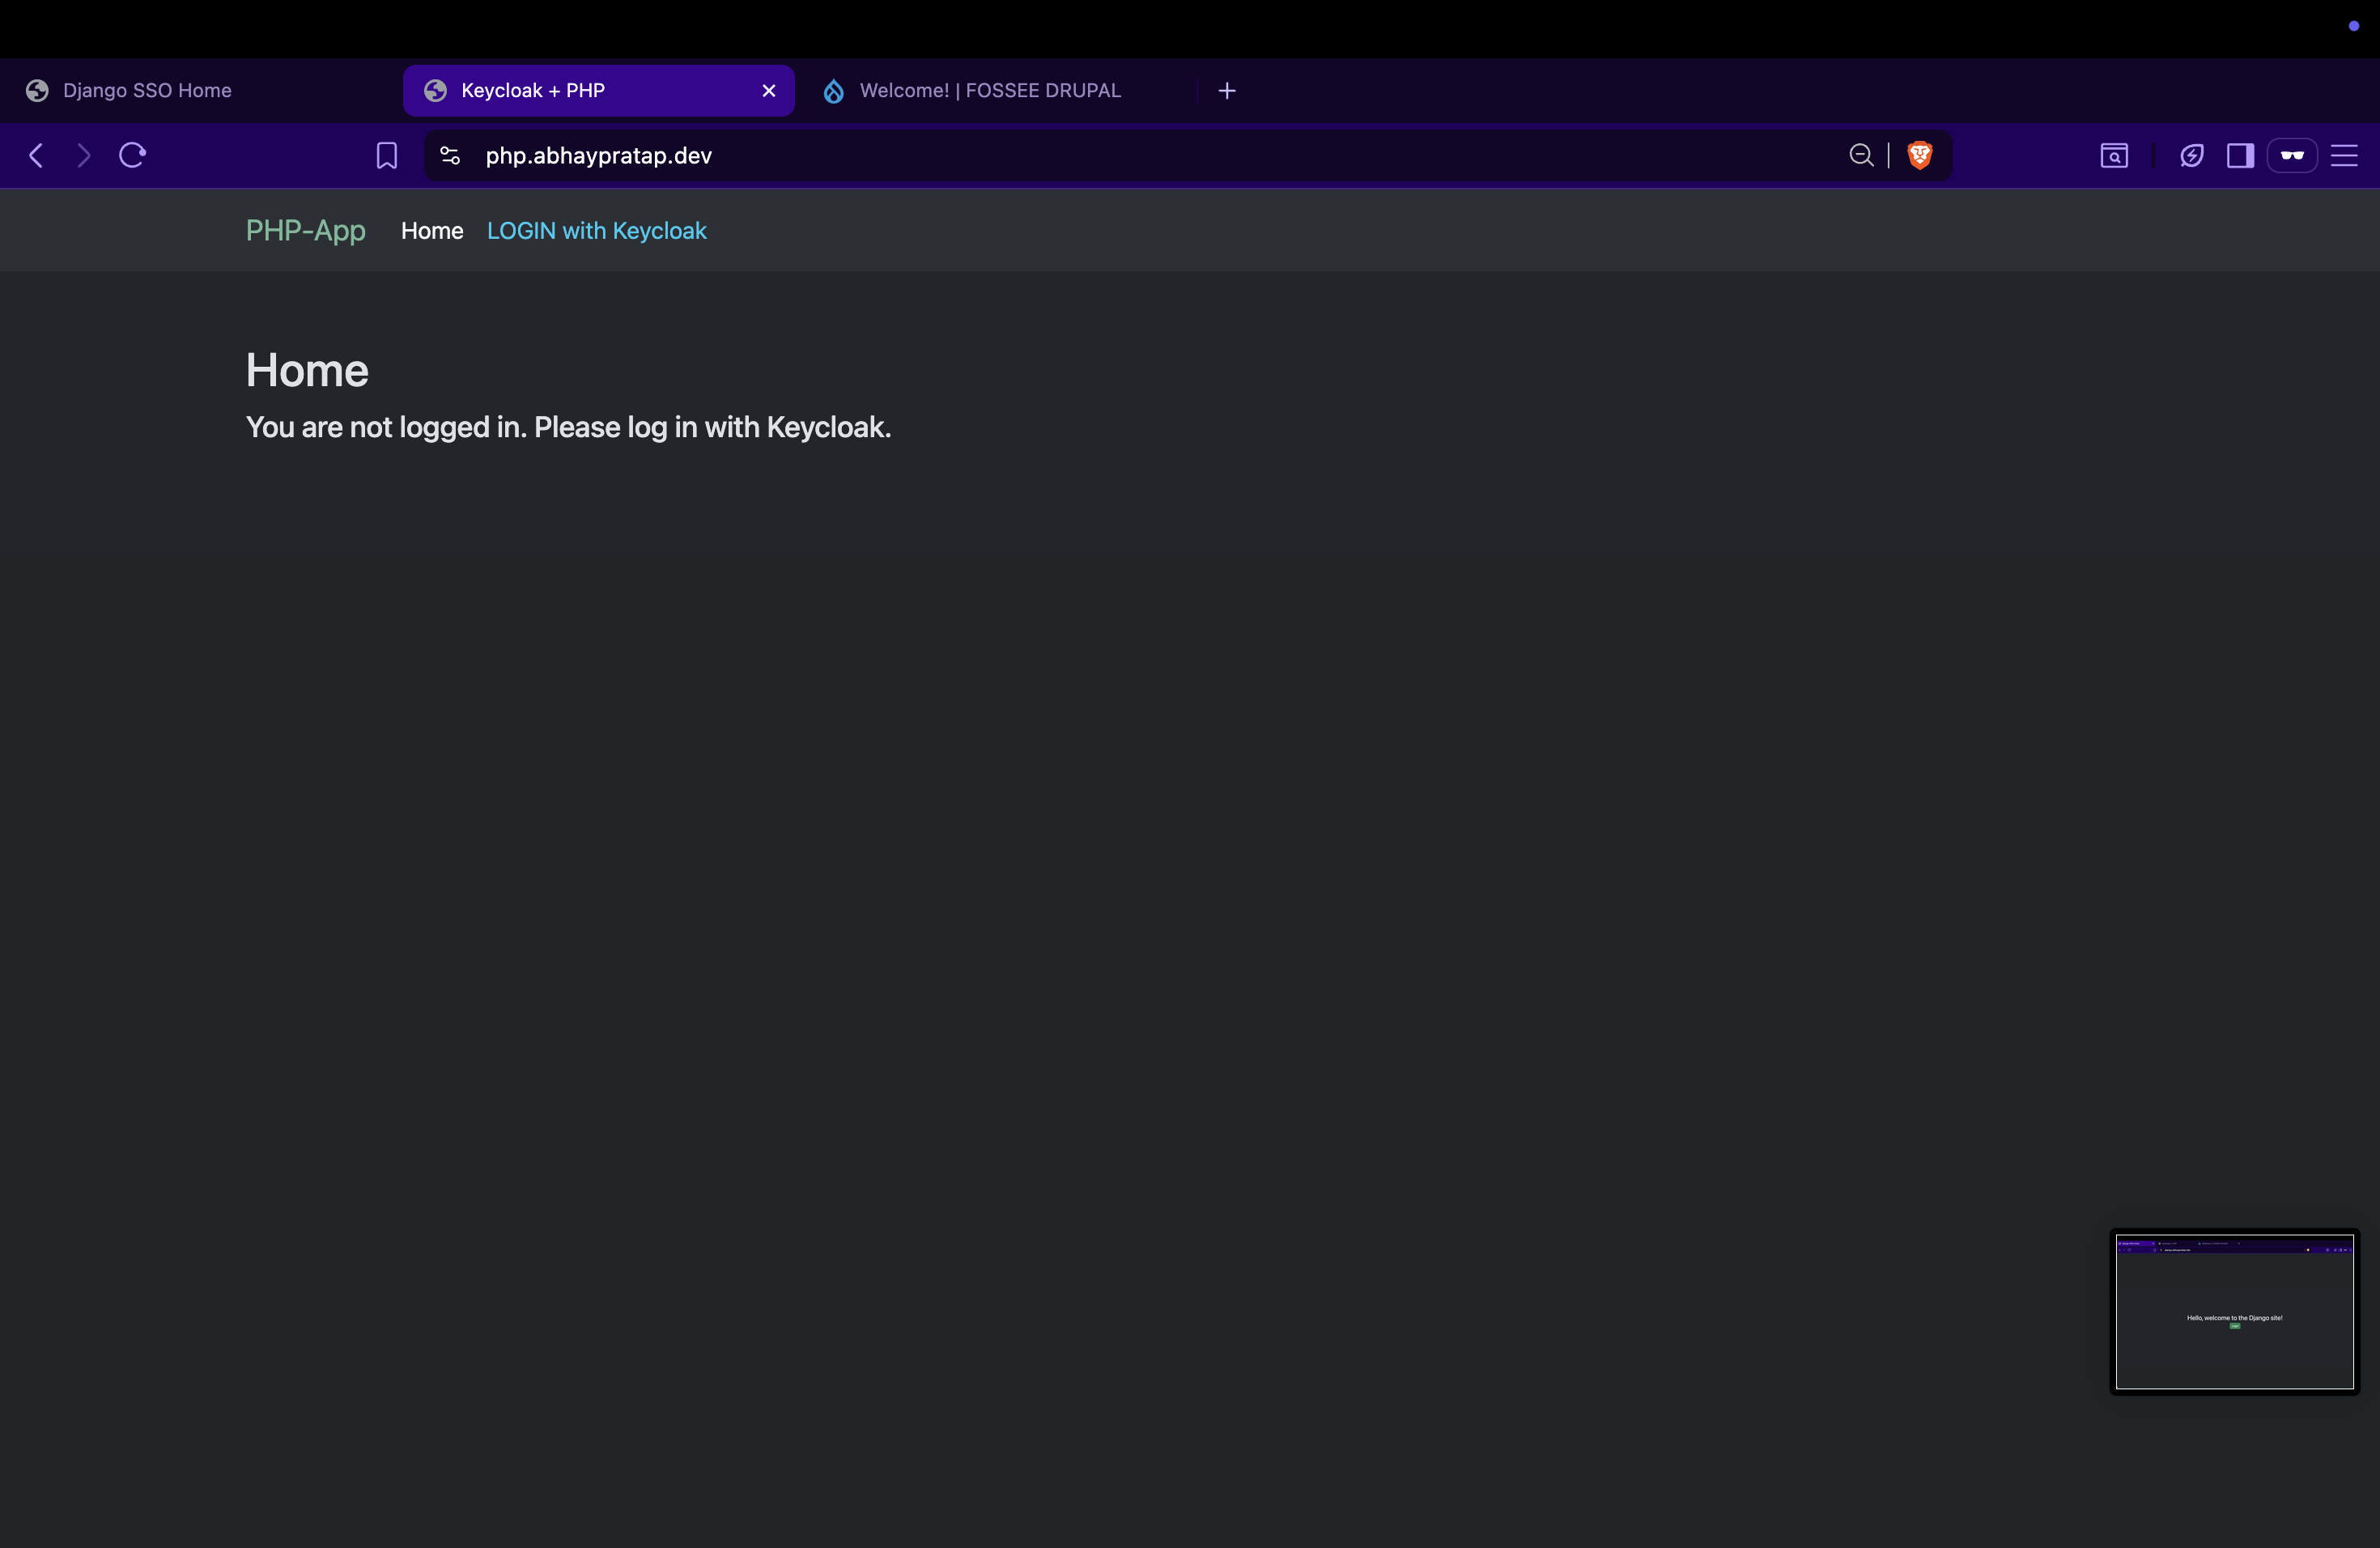 Django SSO Home
Keycloak + PHP
Welcome! | FOSSEE DRUPAL
php.abhaypratap.dev
PHP-App Home LOGIN with Keycloak
Home
You are not logged in. Please log in with Keycloak.
Hello, welcome to the Django site!